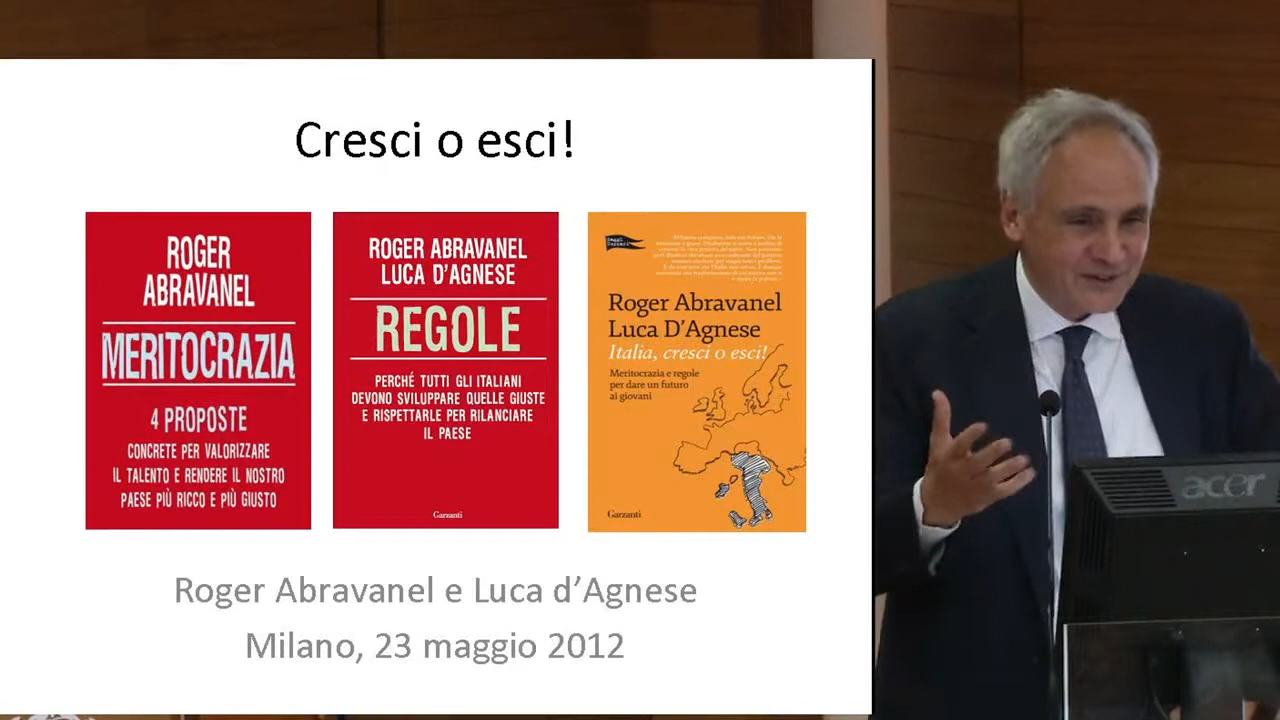 Cresci o esci!
ROGER
ABRAVANEL
MERITOCRAZIA
4 PROPOSTE
CONCRETE PER VALORIZZARE
IL TALENTO E RENDERE IL NOSTRO
PAESE PIÙ RICCO E PIÙ GIUSTO
ROGER ABRAVANEL
LUCA D'AGNESE
REGOLE
PERCHÉ TUTTI GLI ITALIANI
DEVONO SVILUPPARE QUELLE GIUSTE
E RISPETTARLE PER RILANCIARE
IL PAESE
Garzanti
Roger Abravanel
Luca D'Agnese
Italia, cresci o esci!
Meritocrazia e regole
per dare un futuro
ai giovani
Garzanti
Roger Abravanel e Luca d'Agnese
Milano, 23 maggio 2012
acer